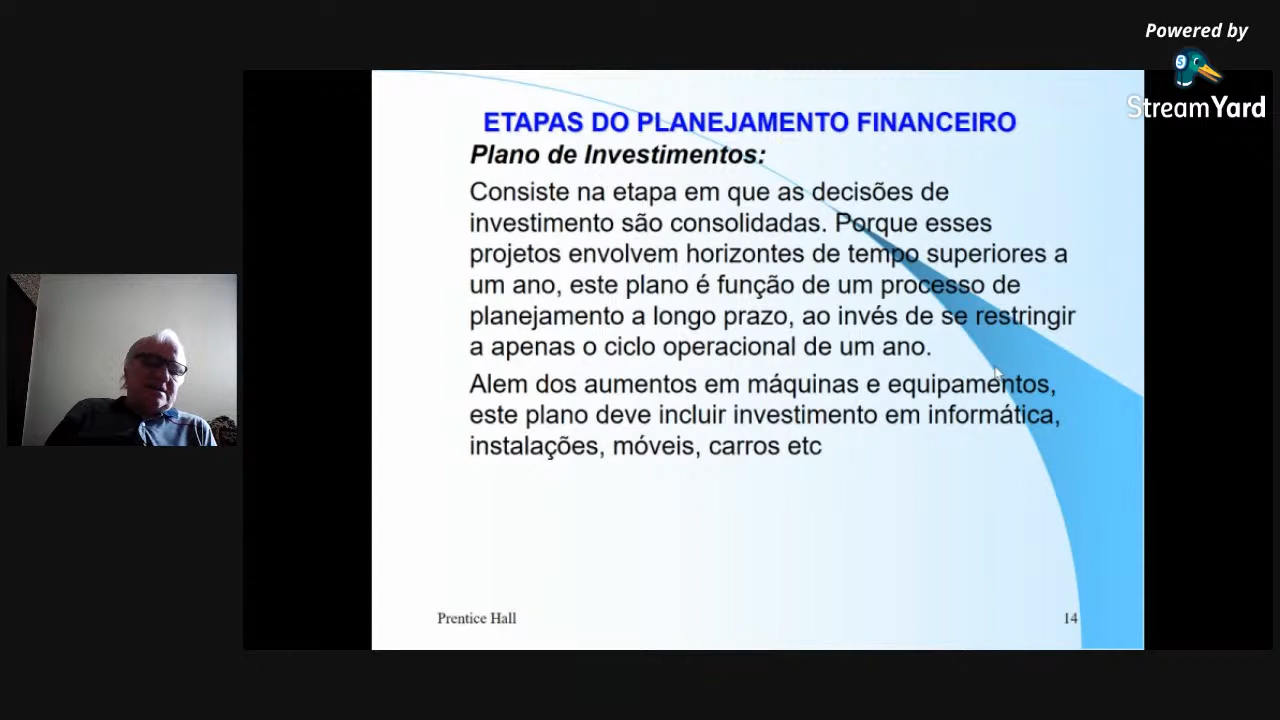 Powered by
StreamYard
ETAPAS DO PLANEJAMENTO FINANCEIRO
Plano de Investimentos:
Consiste na etapa em que as decisões de
investimento são consolidadas. Porque esses
projetos envolvem horizontes de tempo superiores a
um ano, este plano é função de um processo de
planejamento a longo prazo, ao invés de se restringir
a apenas o ciclo operacional de um ano.
Alem dos aumentos em máquinas e equipamentos,
este plano deve incluir investimento em informática,
instalações, móveis, carros etc
Prentice Hall
14